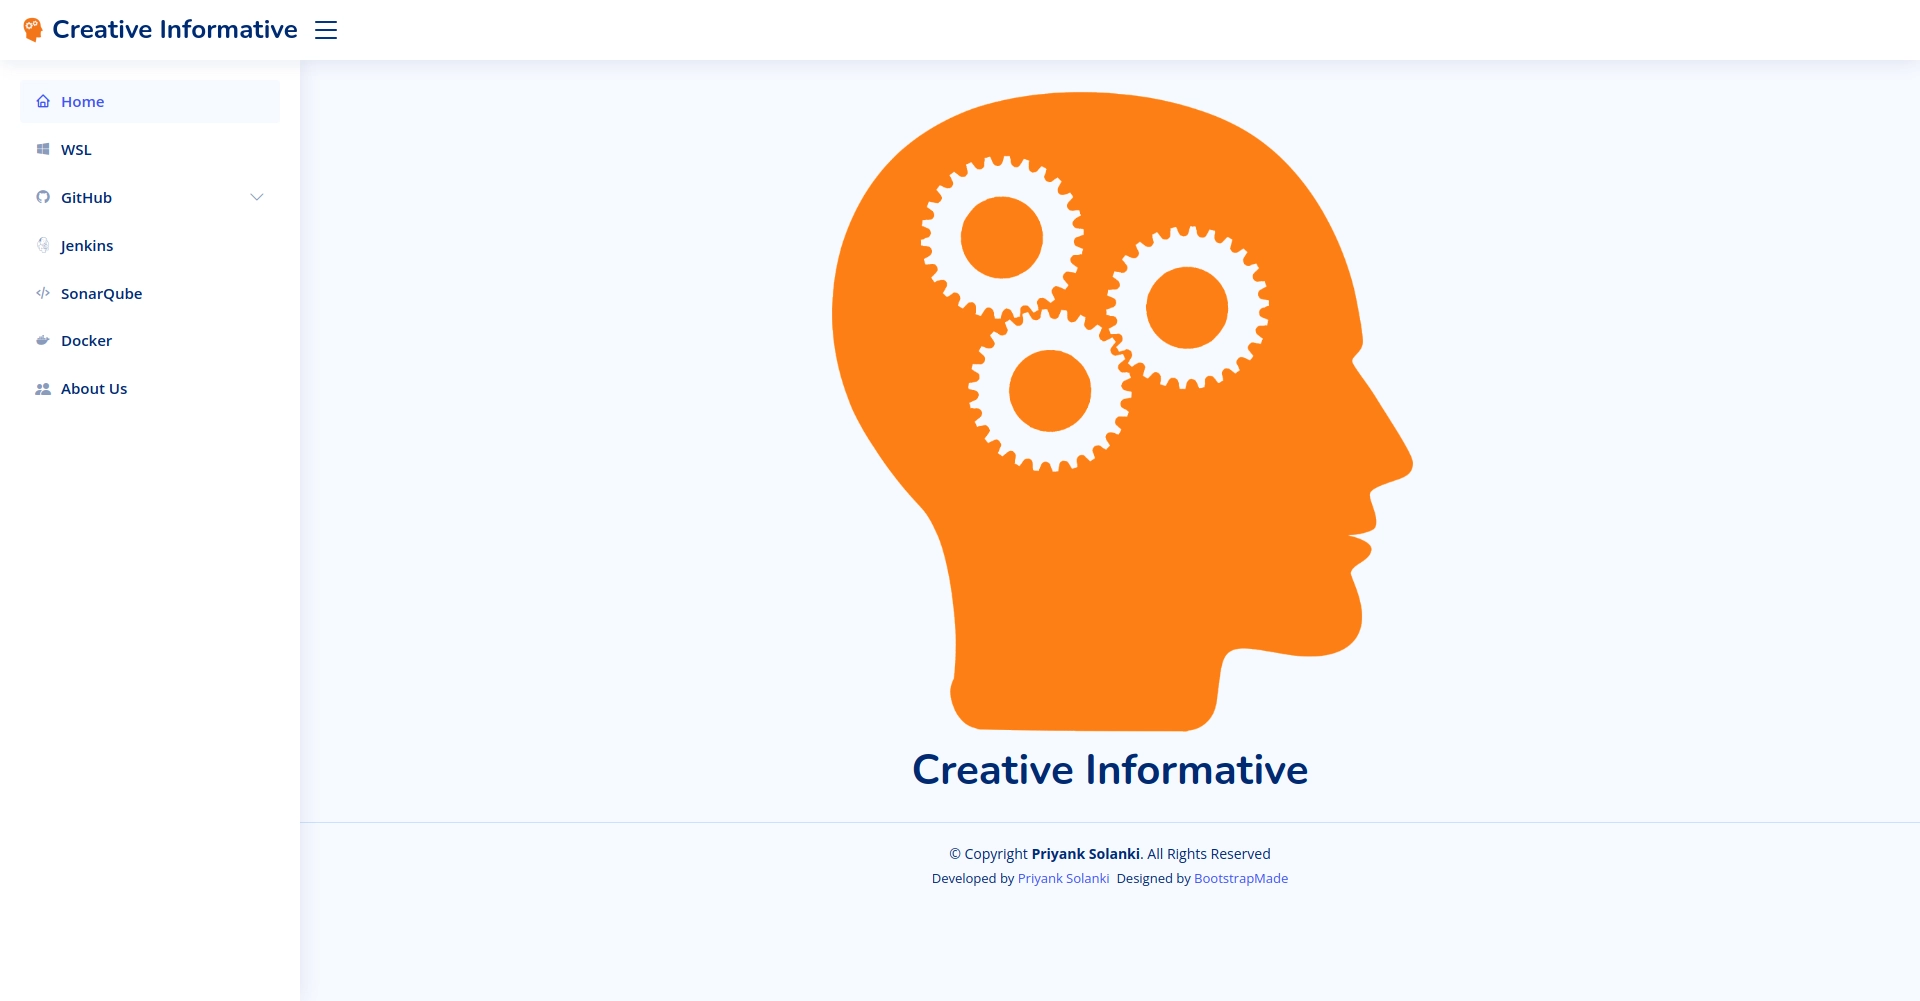 Creative Informative
Home
WSL
GitHub
Jenkins
SonarQube
Docker
About Us
Creative Informative
© Copyright Priyank Solanki. All Rights Reserved
Developed by Priyank Solanki Designed by BootstrapMade